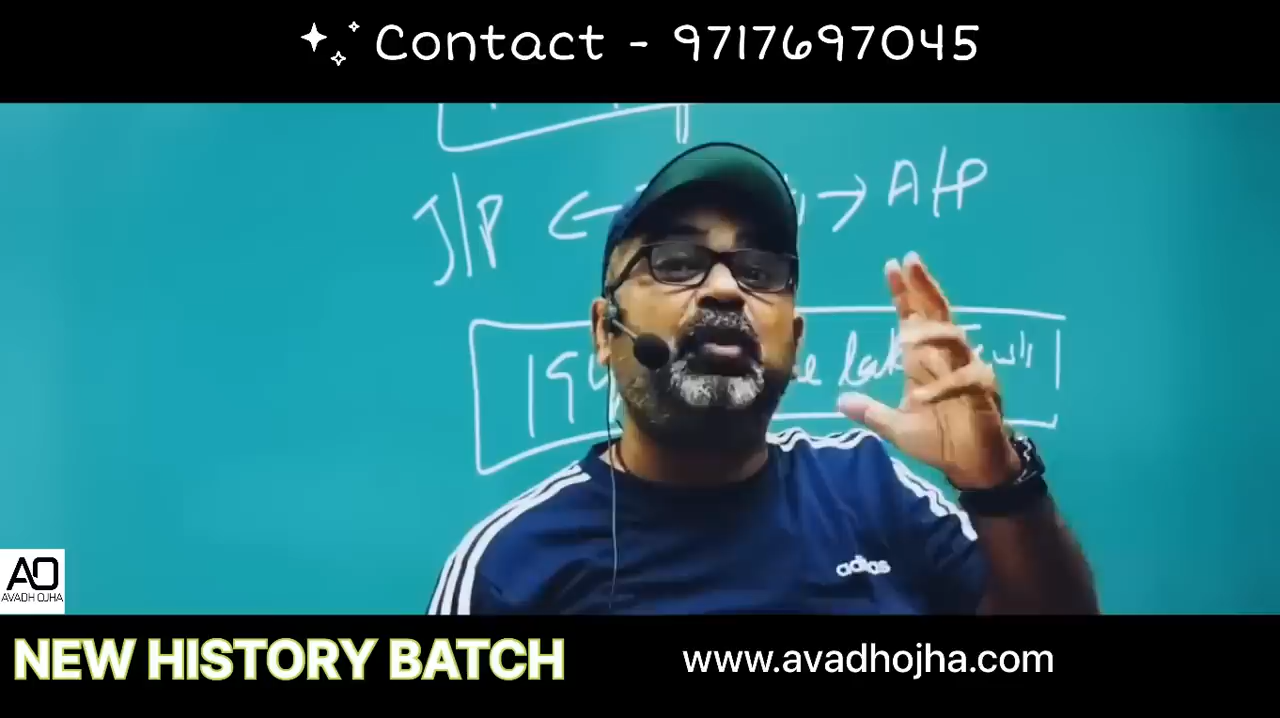 Contact - 9717697045
J/P ← → A/P
AO
AVADH OJHA
adidas
NEW HISTORY BATCH
www.avadhojha.com